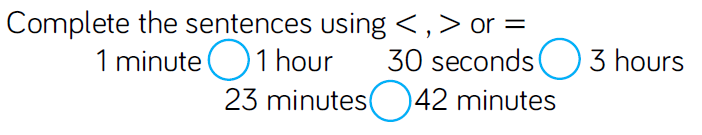 Complete the sentences using < , > or =
1 minute 1 hour 30 seconds 3 hours
23 minutes 42 minutes